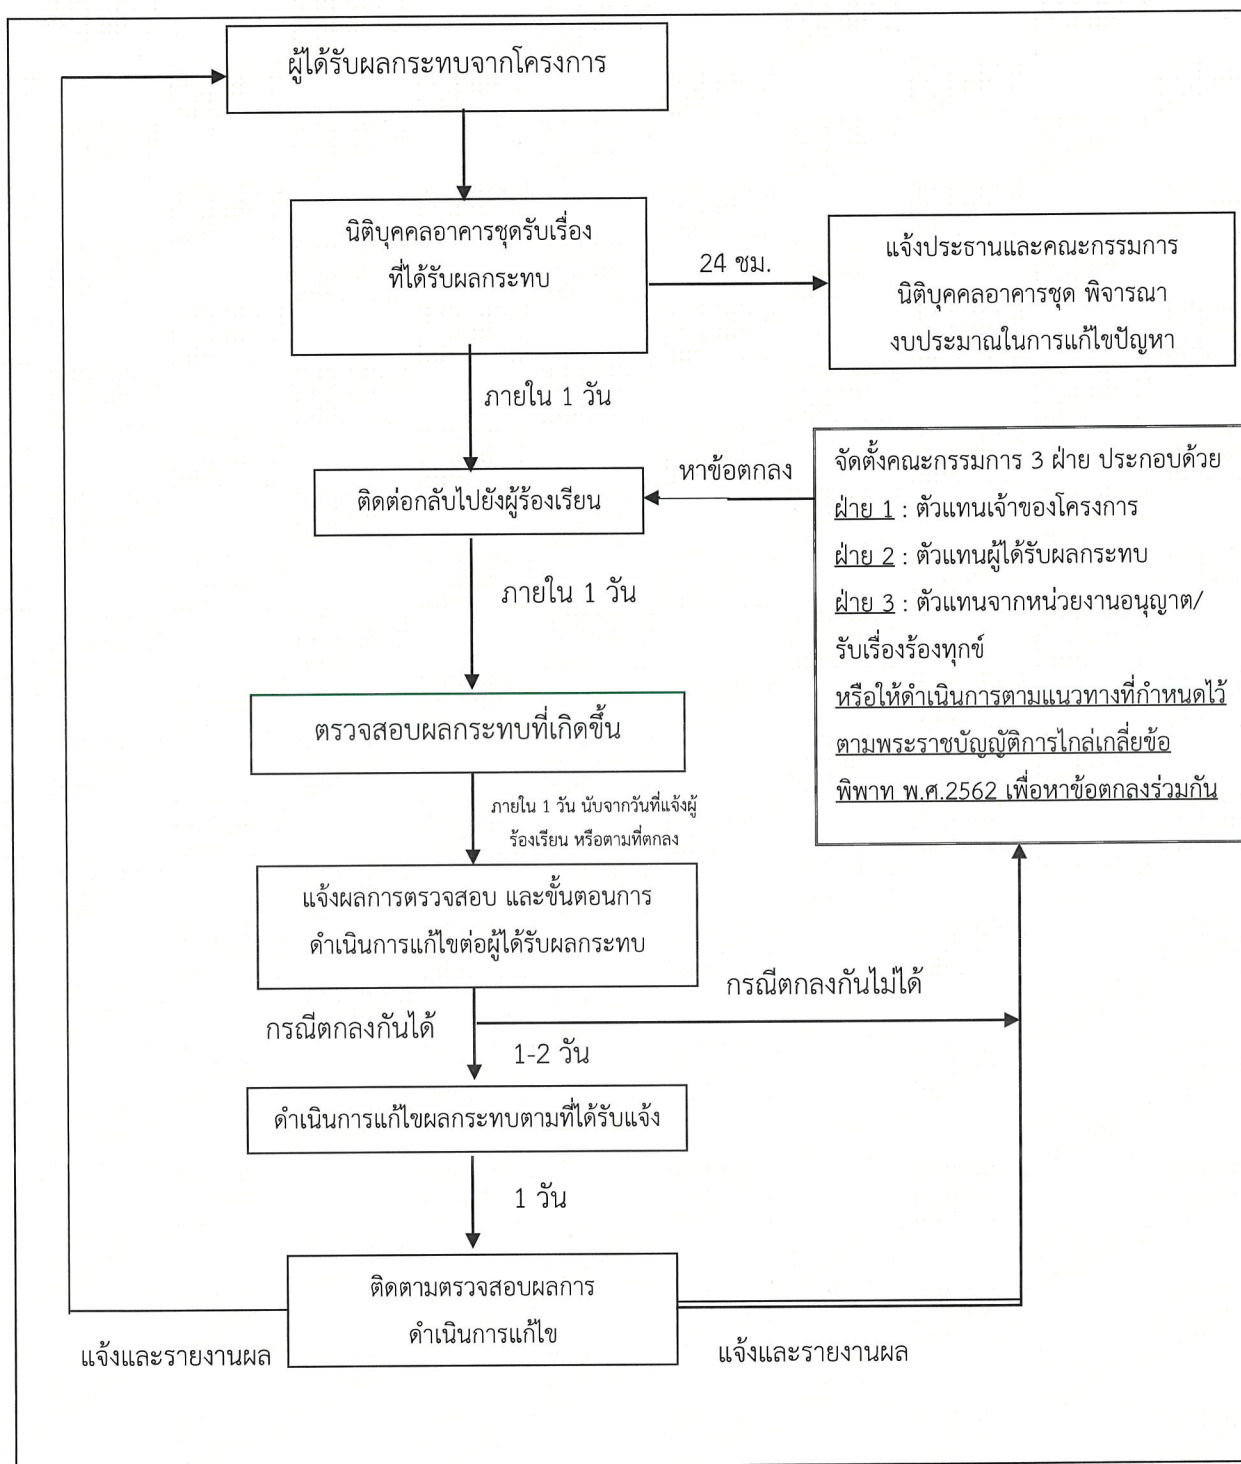 ผู้ได้รับผลกระทบจากโครงการ
นิติบุคคลอาคารชุดรับเรื่อง
ที่ได้รับผลกระทบ
24 ชม.
แจ้งประธานและคณะกรรมการ
นิติบุคคลอาคารชุด พิจารณา
งบประมาณในการแก้ไขปัญหา
ภายใน 1 วัน
ติดต่อกลับไปยังผู้ร้องเรียน
หาข้อตกลง
จัดตั้งคณะกรรมการ 3 ฝ่าย ประกอบด้วย
ฝ่าย 1 : ตัวแทนเจ้าของโครงการ
ฝ่าย 2 : ตัวแทนผู้ได้รับผลกระทบ
ฝ่าย 3 : ตัวแทนจากหน่วยงานอนุญาต/
รับเรื่องร้องทุกข์
หรือให้ดำเนินการตามแนวทางที่กำหนดไว้
ตามพระราชบัญญัติการไกล่เกลี่ยข้อ
พิพาท พ.ศ.2562 เพื่อหาข้อตกลงร่วมกัน
ภายใน 1 วัน
ตรวจสอบผลกระทบที่เกิดขึ้น
ภายใน 1 วัน นับจากวันที่แจ้งผู้
ร้องเรียน หรือตามที่ตกลง
แจ้งผลการตรวจสอบ และขั้นตอนการ
ดำเนินการแก้ไขต่อผู้ได้รับผลกระทบ
กรณีตกลงกันไม่ได้
กรณีตกลงกันได้
1-2 วัน
ดำเนินการแก้ไขผลกระทบตามที่ได้รับแจ้ง
1 วัน
ติดตามตรวจสอบผลการ
ดำเนินการแก้ไข
แจ้งและรายงานผล
แจ้งและรายงานผล